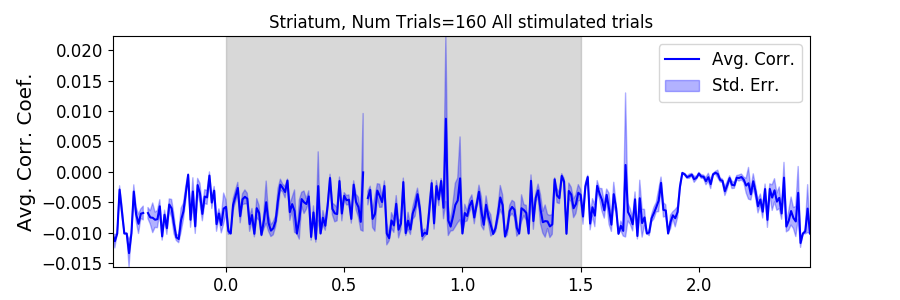 Striatum, Num Trials=160 All stimulated trials
Avg. Corr. Coef.
0.020
0.015
0.010
0.005
0.000
−0.005
−0.010
−0.015
Avg. Corr.
Std. Err.
0.0 0.5 1.0 1.5 2.0